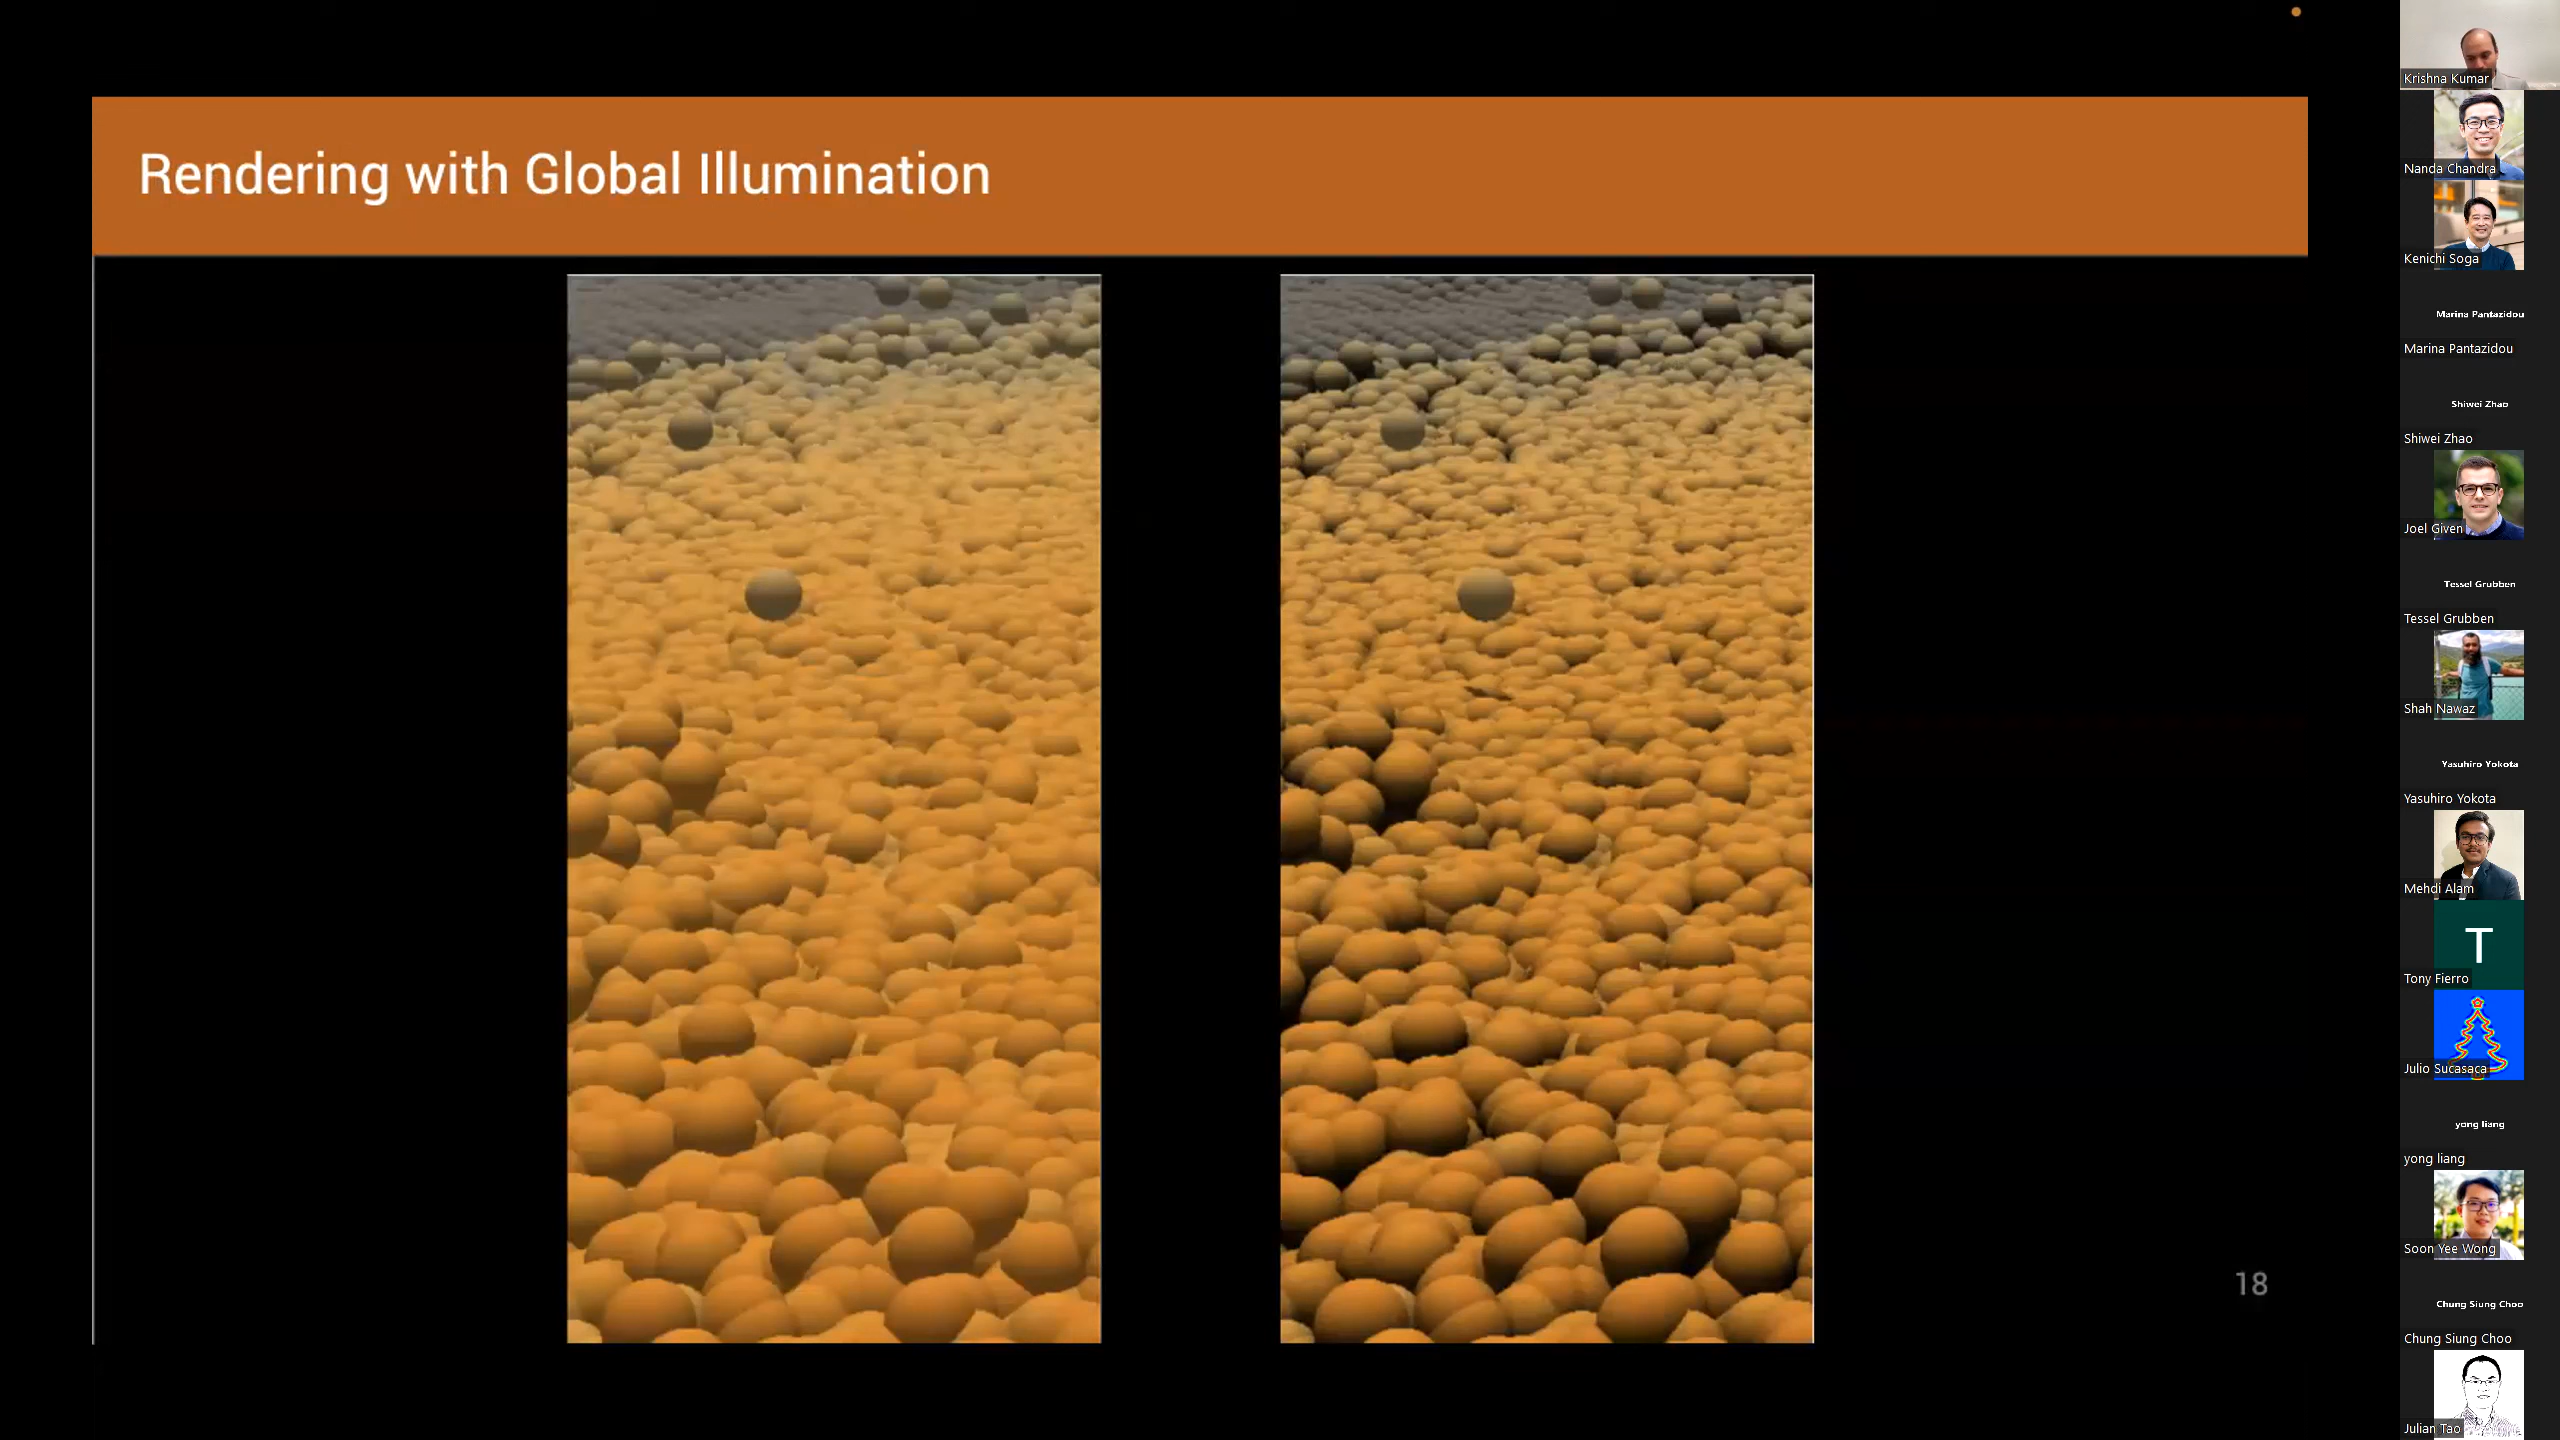 Rendering with Global Illumination
18
Krishna Kumar
Nanda Chandra
Kenichi Soga
Marina Pantazidou
Marina Pantazidou
Shiwei Zhao
Shiwei Zhao
Joel Given
Tessel Grubben
Tessel Grubben
Shah Nawaz
Yasuhiro Yokota
Yasuhiro Yokota
Mehdi Alam
T
Tony Fierro
Julio Sucasaca
yong liang
yong liang
Soon Yee Wong
Chung Siung Choo
Chung Siung Choo
Julian Tao